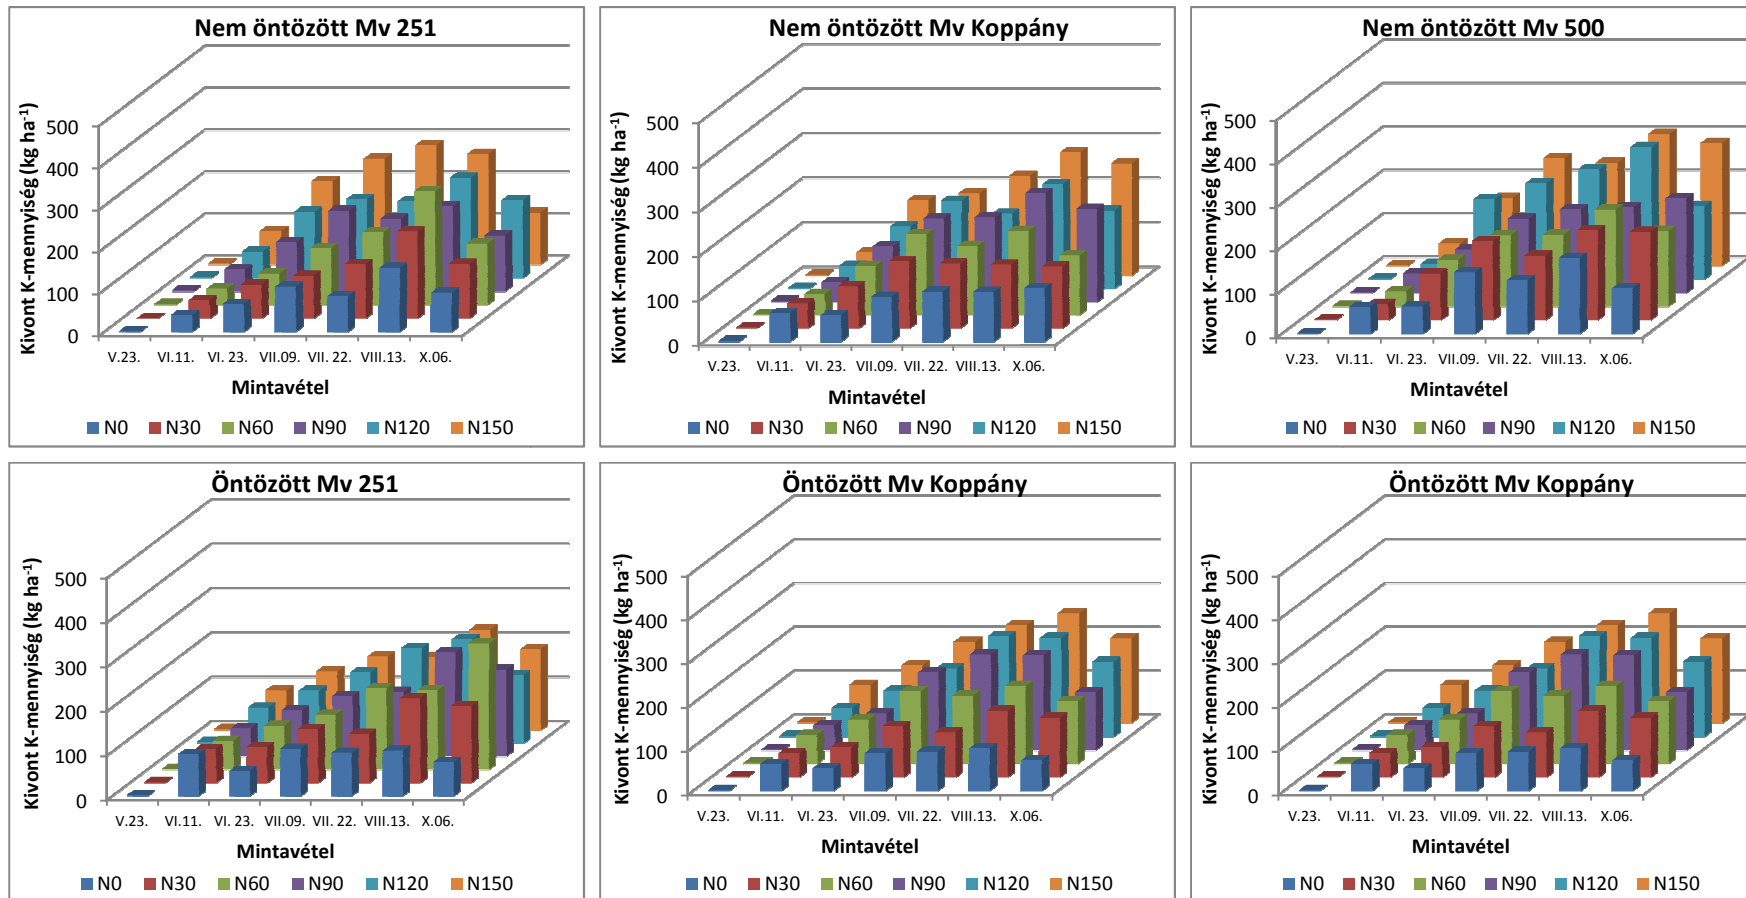 Nem öntözött Mv 251
Kivont K-mennyiség (kg ha⁻¹)
500
400
300
200
100
0
V.23. VI.11. VI. 23. VII.09. VII. 22. VIII.13. X.06.
Mintavétel
N0 N30 N60 N90 N120 N150
Nem öntözött Mv Koppány
Kivont K-mennyiség (kg ha⁻¹)
500
400
300
200
100
0
V.23. VI.11. VI. 23. VII.09. VII. 22. VIII.13. X.06.
Mintavétel
N0 N30 N60 N90 N120 N150
Nem öntözött Mv 500
Kivont K-mennyiség (kg ha⁻¹)
500
400
300
200
100
0
V.23. VI.11. VI. 23. VII.09. VII. 22. VIII.13. X.06.
Mintavétel
N0 N30 N60 N90 N120 N150
Öntözött Mv 251
Kivont K-mennyiség (kg ha⁻¹)
500
400
300
200
100
0
V.23. VI.11. VI. 23. VII.09. VII. 22. VIII.13. X.06.
Mintavétel
N0 N30 N60 N90 N120 N150
Öntözött Mv Koppány
Kivont K-mennyiség (kg ha⁻¹)
500
400
300
200
100
0
V.23. VI.11. VI. 23. VII.09. VII. 22. VIII.13. X.06.
Mintavétel
N0 N30 N60 N90 N120 N150
Öntözött Mv Koppány
Kivont K-mennyiség (kg ha⁻¹)
500
400
300
200
100
0
V.23. VI.11. VI. 23. VII.09. VII. 22. VIII.13. X.06.
Mintavétel
N0 N30 N60 N90 N120 N150